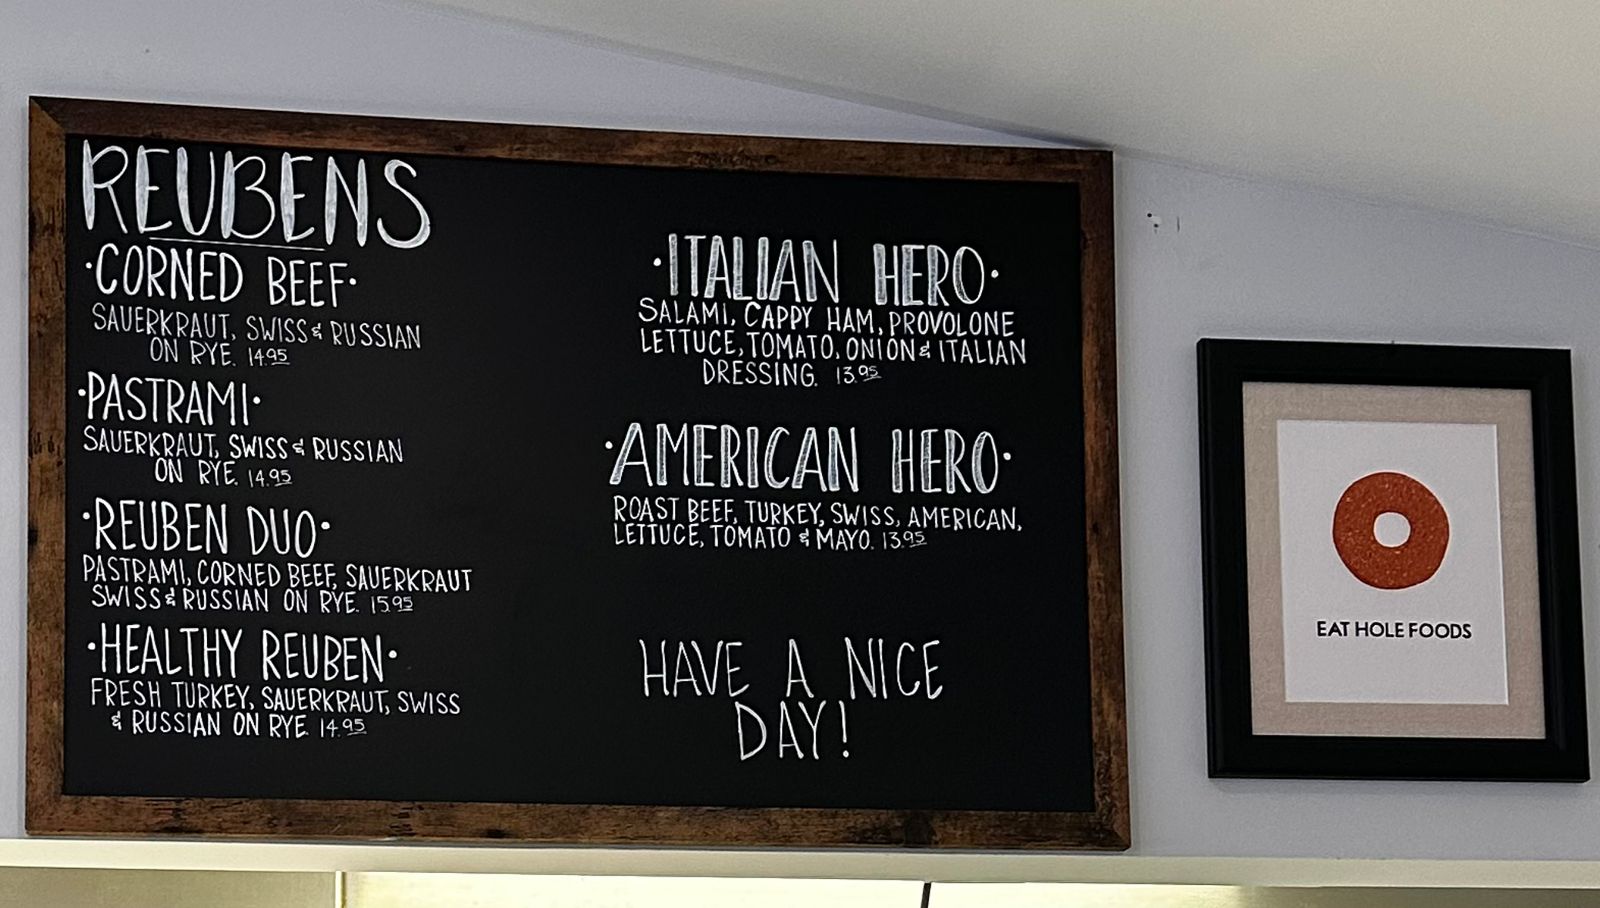 REUBENS
·CORNED BEEF·
SAUERKRAUT, SWISS & RUSSIAN
ON RYE. 14.95
·PASTRAMI·
SAUERKRAUT, SWISS & RUSSIAN
ON RYE. 14.95
·REUBEN DUO·
PASTRAMI, CORNED BEEF, SAUERKRAUT
SWISS & RUSSIAN ON RYE. 15.95
·HEALTHY REUBEN·
FRESH TURKEY, SAUERKRAUT, SWISS
& RUSSIAN ON RYE. 14.95
·ITALIAN HERO·
SALAMI, CAPPY HAM, PROVOLONE
LETTUCE, TOMATO, ONION & ITALIAN
DRESSING. 13.95
·AMERICAN HERO·
ROAST BEEF, TURKEY, SWISS, AMERICAN,
LETTUCE, TOMATO & MAYO. 13.95
HAVE A NICE
DAY!
EAT HOLE FOODS